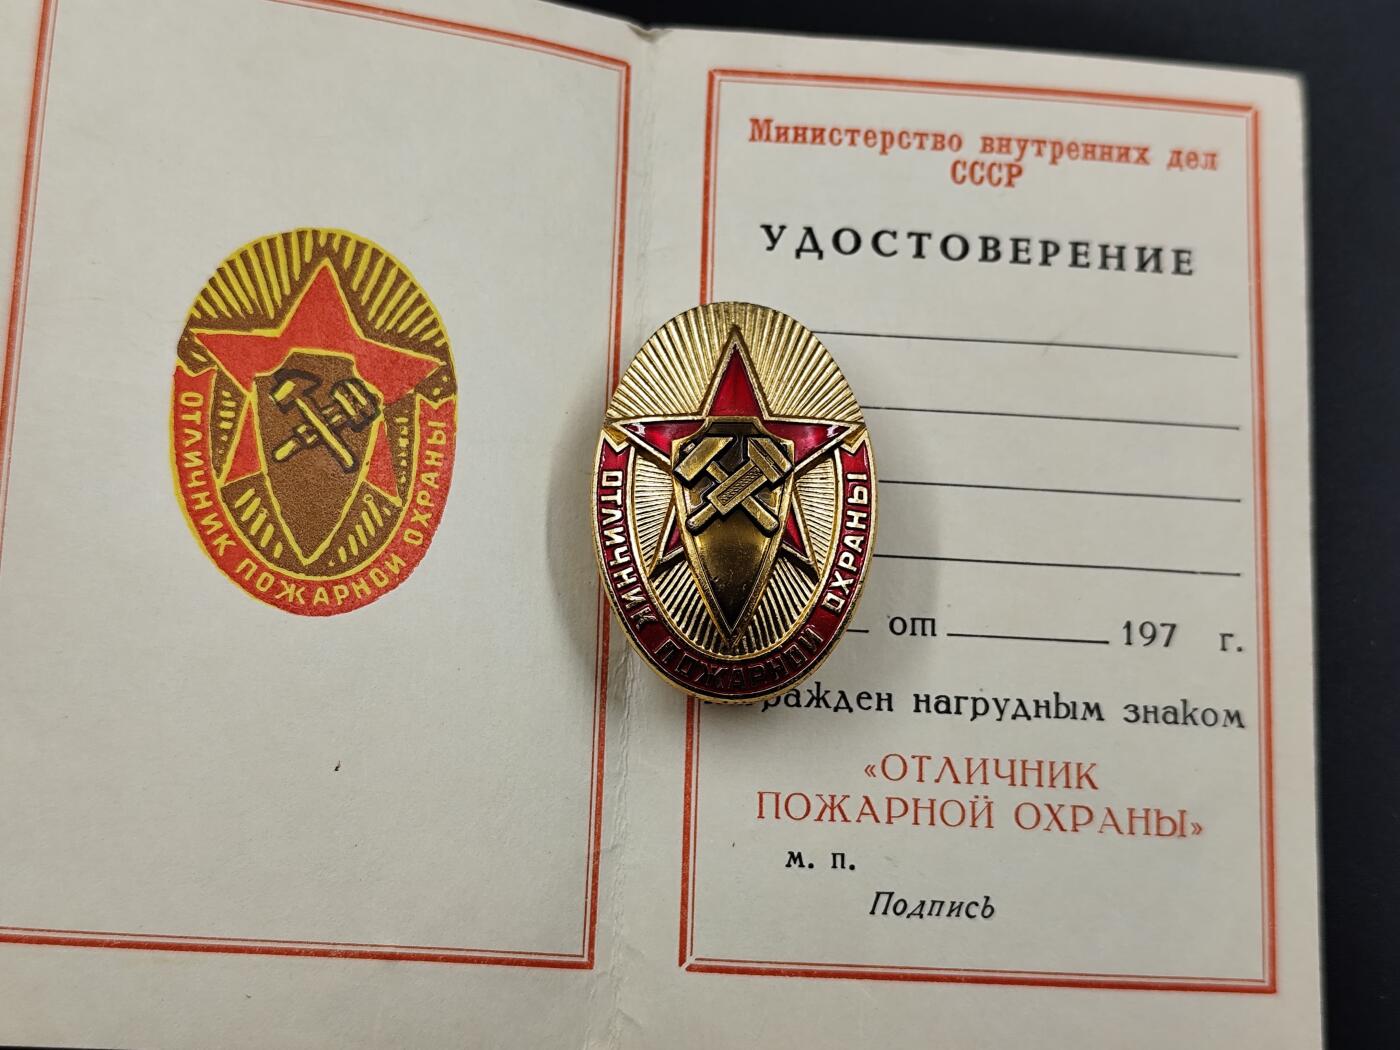 ОТЛИЧНИК ПОЖАРНОЙ ОХРАНЫ
Министерство внутренних дел
СССР
УДОСТОВЕРЕНИЕ
ОТЛИЧНИК ПОЖАРНОЙ ОХРАНЫ
от 197 г.
нагрудным знаком
«ОТЛИЧНИК
ПОЖАРНОЙ ОХРАНЫ»
м. п.
Подпись